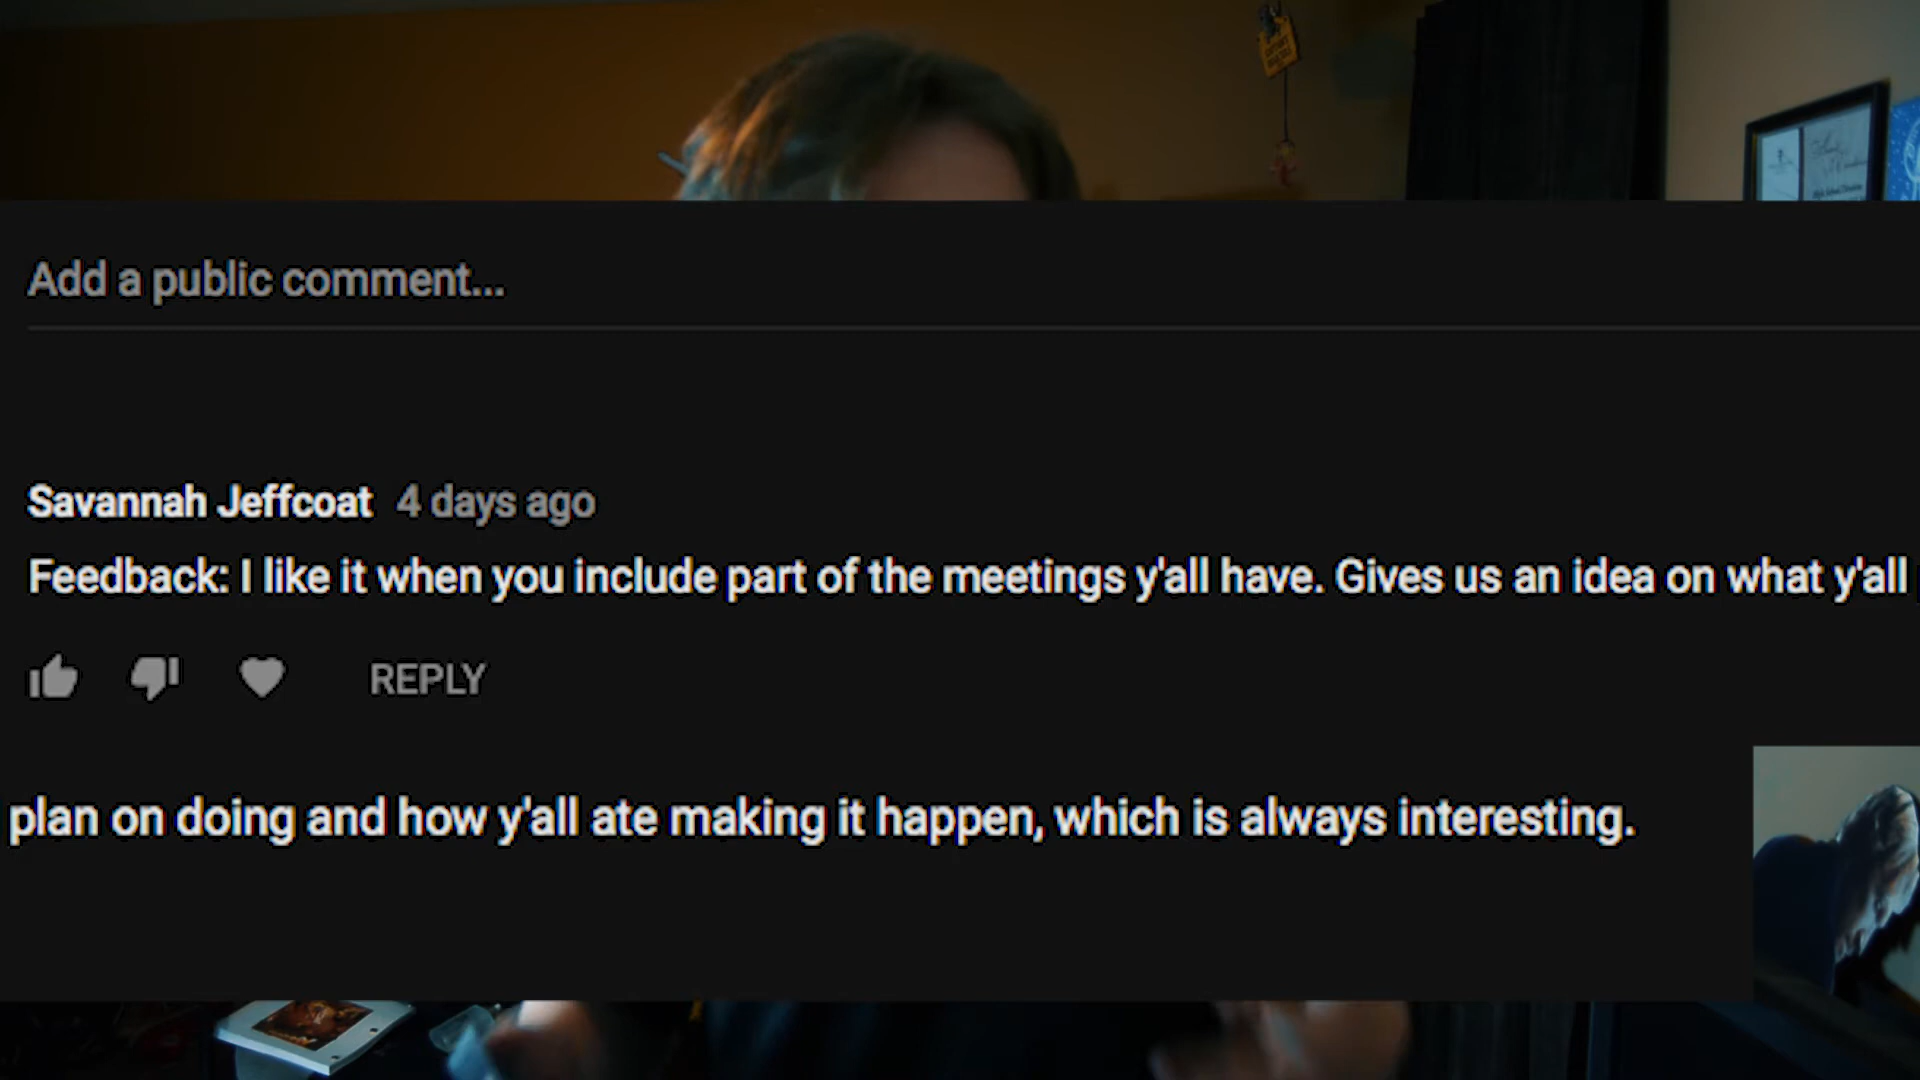 Add a public comment...
Savannah Jeffcoat 4 days ago
Feedback: I like it when you include part of the meetings y'all have. Gives us an idea on what y'all
REPLY
plan on doing and how y'all ate making it happen, which is always interesting.